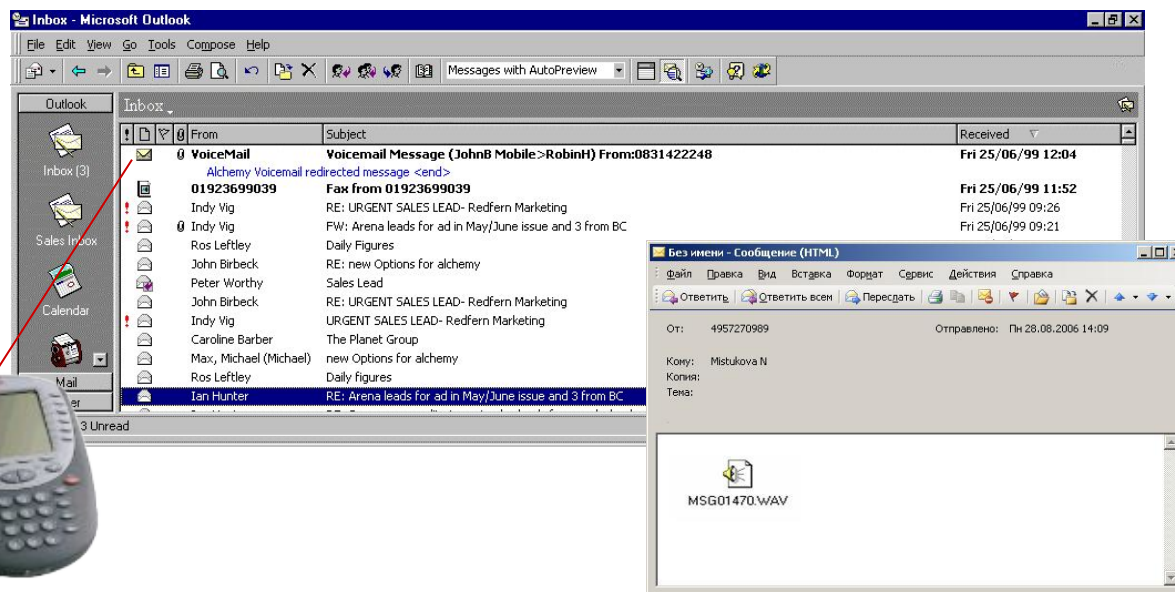 Inbox - Microsoft Outlook
File Edit View Go Tools Compose Help
Messages with AutoPreview
Outlook
Inbox
From Subject Received
VoiceMail Voicemail Message (JohnB Mobile>RobinH) From:0831422248 Fri 25/06/99 12:04
Alchemy Voicemail redirected message <end>
01923699039 Fax from 01923699039 Fri 25/06/99 11:52
Indy Vig RE: URGENT SALES LEAD- Redfern Marketing Fri 25/06/99 09:26
Indy Vig FW: Arena leads for ad in May/June issue and 3 from BC Fri 25/06/99 09:21
Ros Leftley Daily Figures
John Birbeck RE: new Options for alchemy
Peter Worthy Sales Lead
John Birbeck RE: URGENT SALES LEAD- Redfern Marketing
Indy Vig URGENT SALES LEAD- Redfern Marketing
Caroline Barber The Planet Group
Max, Michael (Michael) new Options for alchemy
Ros Leftley Daily figures
Ian Hunter RE: Arena leads for ad in May/June issue and 3 from BC
Inbox (3)
Sales Inbox
Calendar
Mail
3 Unread
Без имени - Сообщение (HTML)
Файл Правка Вид Вставка Формат Сервис Действия Справка
Ответить Ответить всем Переслать
От: 4957270989 Отправлено: Пн 28.08.2006 14:09
Кому: Mistukova N
Копия:
Тема:
MSG01470.WAV